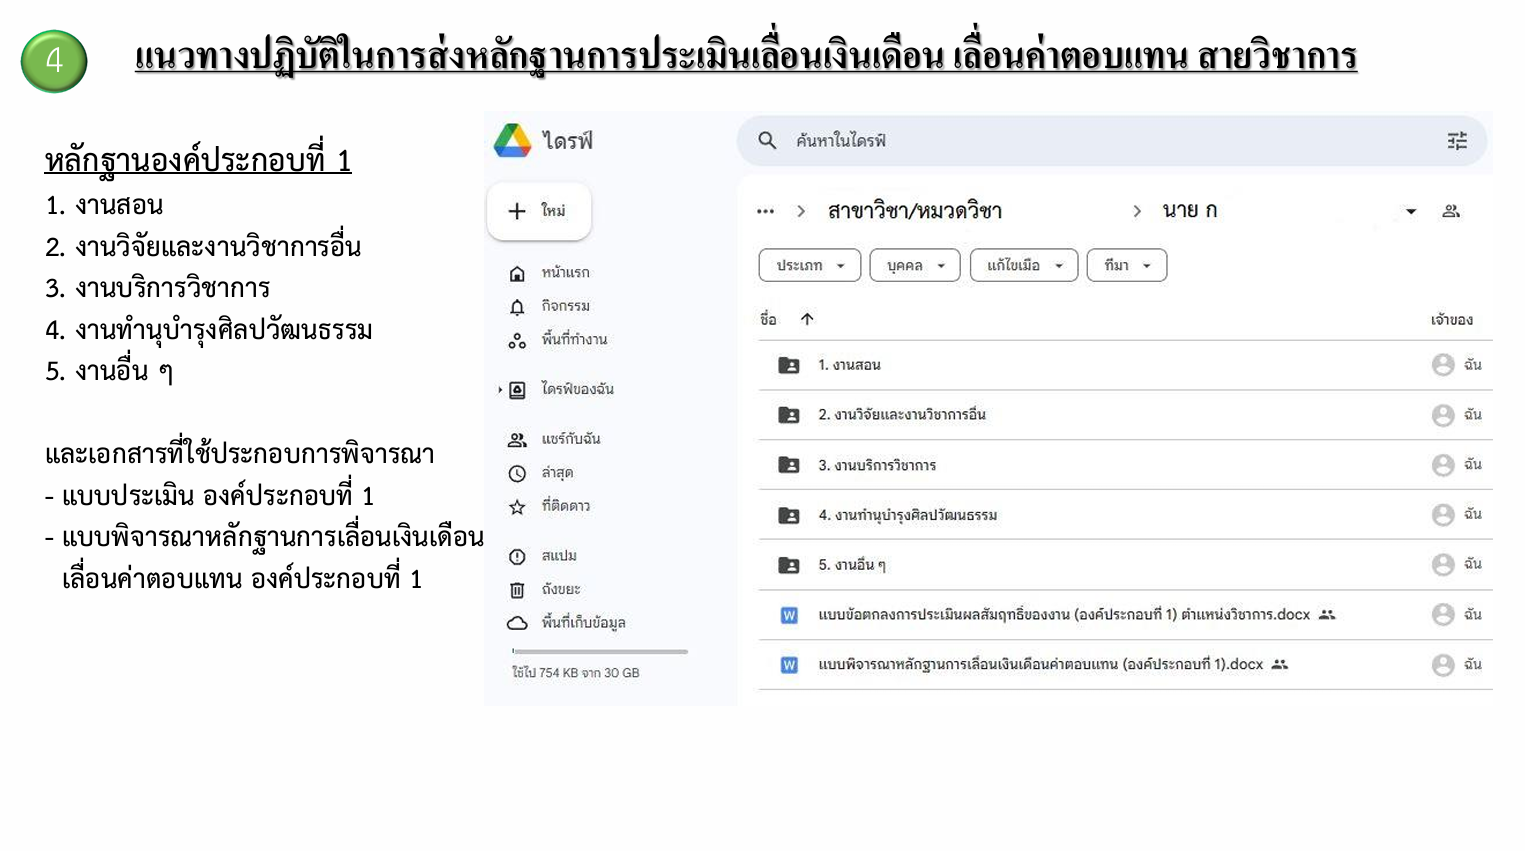 4
แนวทางปฏิบัติในการส่งหลักฐานการประเมินเลื่อนเงินเดือน เลื่อนค่าตอบแทน สายวิชาการ
หลักฐานองค์ประกอบที่ 1
1. งานสอน
2. งานวิจัยและงานวิชาการอื่น
3. งานบริการวิชาการ
4. งานทำนุบำรุงศิลปวัฒนธรรม
5. งานอื่น ๆ
และเอกสารที่ใช้ประกอบการพิจารณา
- แบบประเมิน องค์ประกอบที่ 1
- แบบพิจารณาหลักฐานการเลื่อนเงินเดือน
เลื่อนค่าตอบแทน องค์ประกอบที่ 1
ไดรฟ์
ค้นหาในไดรฟ์
ใหม่
หน้าแรก
กิจกรรม
พื้นที่ทำงาน
ไดรฟ์ของฉัน
แชร์กับฉัน
ล่าสุด
ที่ติดดาว
สแปม
ถังขยะ
พื้นที่เก็บข้อมูล
ใช้ไป 754 KB จาก 30 GB
... > สาขาวิชา/หมวดวิชา > นาย ก
ประเภท บุคคล แก้ไขเมื่อ ที่มา
ชื่อ เจ้าของ
1. งานสอน ฉัน
2. งานวิจัยและงานวิชาการอื่น ฉัน
3. งานบริการวิชาการ ฉัน
4. งานทำนุบำรุงศิลปวัฒนธรรม ฉัน
5. งานอื่น ๆ ฉัน
W แบบข้อตกลงการประเมินผลสัมฤทธิ์ของงาน (องค์ประกอบที่ 1) ตำแหน่งวิชาการ.docx ฉัน
W แบบพิจารณาหลักฐานการเลื่อนเงินเดือนค่าตอบแทน (องค์ประกอบที่ 1).docx ฉัน